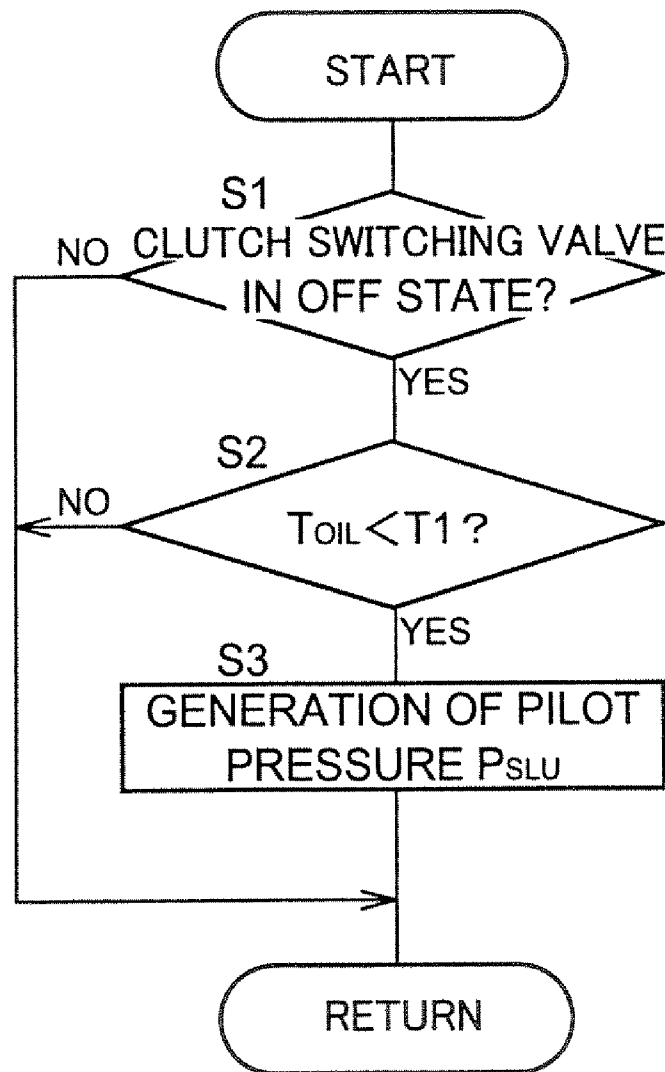 START
S1
NO
CLUTCH SWITCHING VALVE
IN OFF STATE?
YES
S2
NO
TOIL<T1?
YES
S3
GENERATION OF PILOT
PRESSURE PSLU
RETURN